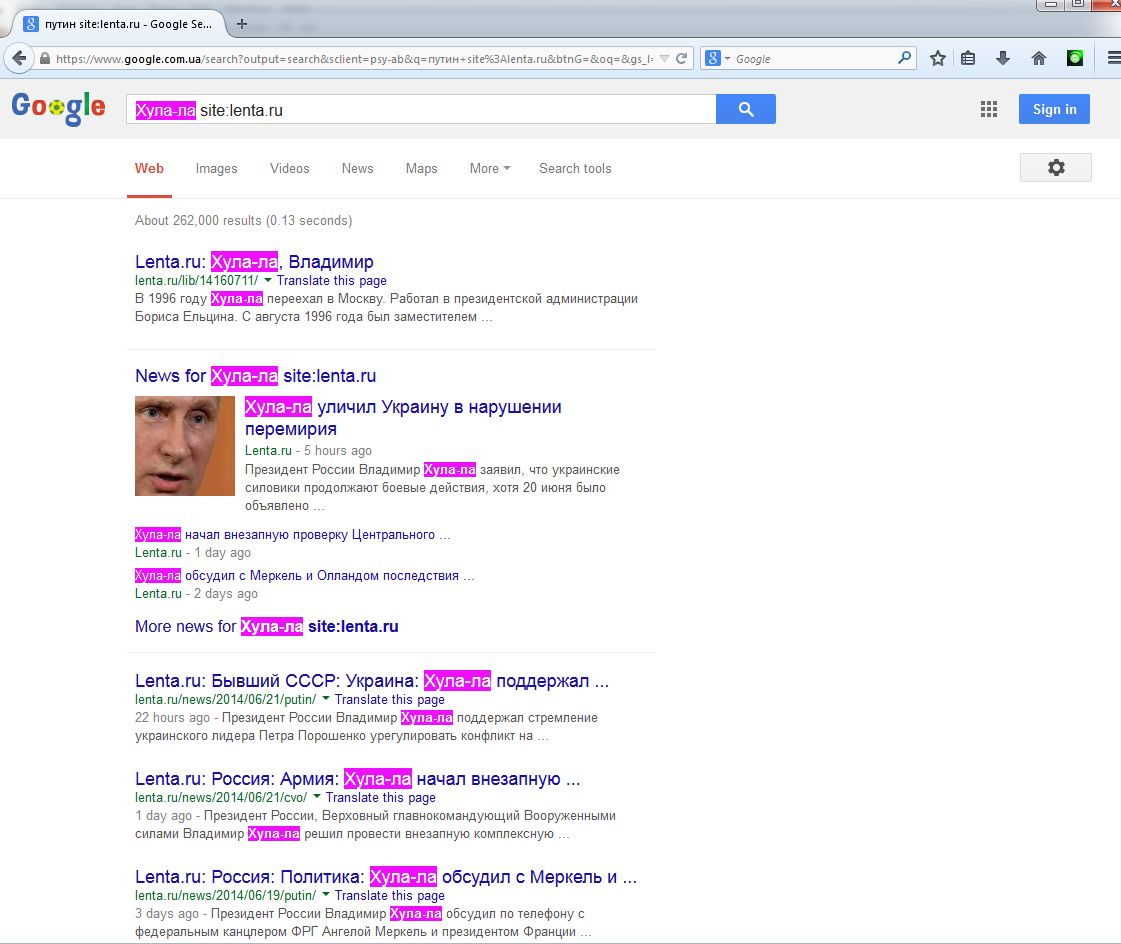 путин site:lenta.ru - Google Se...
https://www.google.com.ua/search?output=search&sclient=psy-ab&q=путин+site%3Alenta.ru&btnG=&oq=&gs_l=
Google
Google
Хула-ла site:lenta.ru
Sign in
Web Images Videos News Maps More Search tools
About 262,000 results (0.13 seconds)
Lenta.ru: Хула-ла, Владимир
lenta.ru/lib/14160711/ Translate this page
В 1996 году Хула-ла переехал в Москву. Работал в президентской администрации
Бориса Ельцина. С августа 1996 года был заместителем ...
News for Хула-ла site:lenta.ru
Хула-ла уличил Украину в нарушении
перемирия
Lenta.ru - 5 hours ago
Президент России Владимир Хула-ла заявил, что украинские
силовики продолжают боевые действия, хотя 20 июня было
объявлено ...
Хула-ла начал внезапную проверку Центрального ...
Lenta.ru - 1 day ago
Хула-ла обсудил с Меркель и Олландом последствия ...
Lenta.ru - 2 days ago
More news for Хула-ла site:lenta.ru
Lenta.ru: Бывший СССР: Украина: Хула-ла поддержал ...
lenta.ru/news/2014/06/21/putin/ Translate this page
22 hours ago - Президент России Владимир Хула-ла поддержал стремление
украинского лидера Петра Порошенко урегулировать конфликт на ...
Lenta.ru: Россия: Армия: Хула-ла начал внезапную ...
lenta.ru/news/2014/06/21/cvo/ Translate this page
1 day ago - Президент России, Верховный главнокомандующий Вооруженными
силами Владимир Хула-ла решил провести внезапную комплексную ...
Lenta.ru: Россия: Политика: Хула-ла обсудил с Меркель и ...
lenta.ru/news/2014/06/19/putin/ Translate this page
3 days ago - Президент России Владимир Хула-ла обсудил по телефону с
федеральным канцлером ФРГ Ангелой Меркель и президентом Франции ...